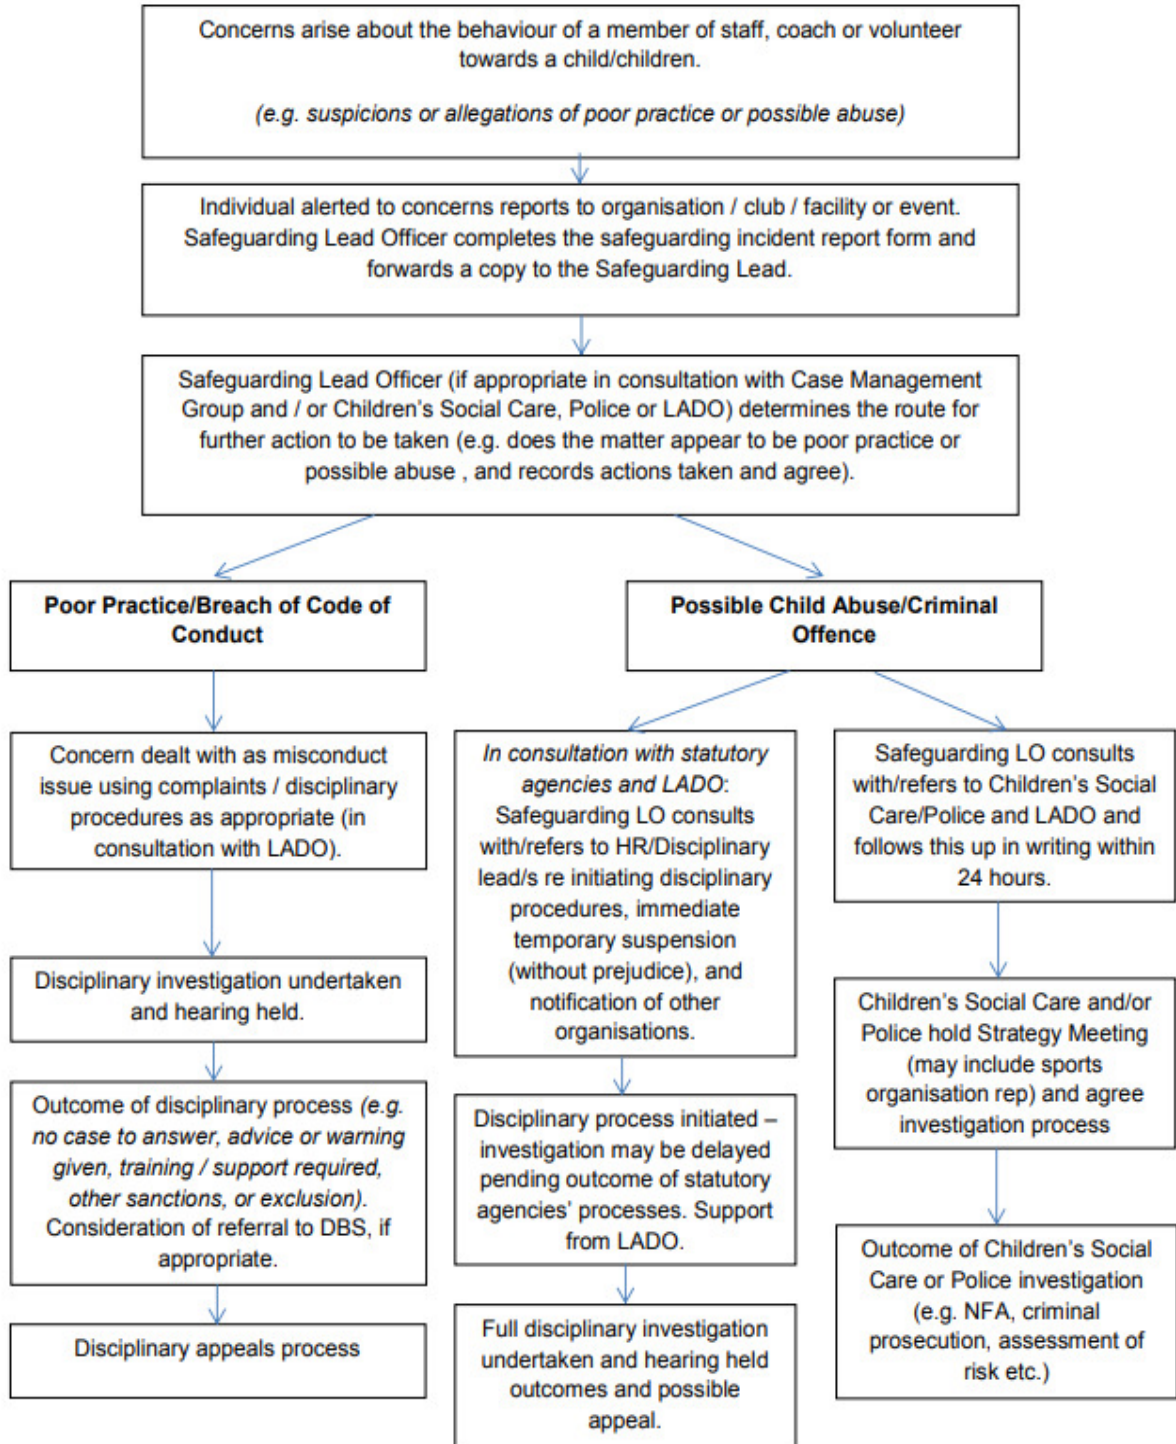 Concerns arise about the behaviour of a member of staff, coach or volunteer
towards a child/children.
(e.g. suspicions or allegations of poor practice or possible abuse)
Individual alerted to concerns reports to organisation / club / facility or event.
Safeguarding Lead Officer completes the safeguarding incident report form and
forwards a copy to the Safeguarding Lead.
Safeguarding Lead Officer (if appropriate in consultation with Case Management
Group and / or Children's Social Care, Police or LADO) determines the route for
further action to be taken (e.g. does the matter appear to be poor practice or
possible abuse , and records actions taken and agree).
Poor Practice/Breach of Code of
Conduct
Concern dealt with as misconduct
issue using complaints / disciplinary
procedures as appropriate (in
consultation with LADO).
Disciplinary investigation undertaken
and hearing held.
Outcome of disciplinary process (e.g.
no case to answer, advice or warning
given, training / support required,
other sanctions, or exclusion).
Consideration of referral to DBS, if
appropriate.
Disciplinary appeals process
Possible Child Abuse/Criminal
Offence
In consultation with statutory
agencies and LADO:
Safeguarding LO consults
with/refers to HR/Disciplinary
lead/s re initiating disciplinary
procedures, immediate
temporary suspension
(without prejudice), and
notification of other
organisations.
Disciplinary process initiated –
investigation may be delayed
pending outcome of statutory
agencies' processes. Support
from LADO.
Full disciplinary investigation
undertaken and hearing held
outcomes and possible
appeal.
Safeguarding LO consults
with/refers to Children's Social
Care/Police and LADO and
follows this up in writing within
24 hours.
Children's Social Care and/or
Police hold Strategy Meeting
(may include sports
organisation rep) and agree
investigation process
Outcome of Children's Social
Care or Police investigation
(e.g. NFA, criminal
prosecution, assessment of
risk etc.)